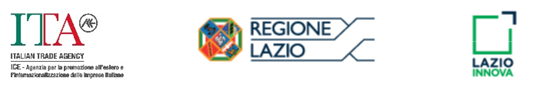 ITA
ITALIAN TRADE AGENCY
ICE - Agenzia per la promozione all'estero e
l'internazionalizzazione delle imprese italiane
REGIONE
LAZIO
LAZIO
INNOVA